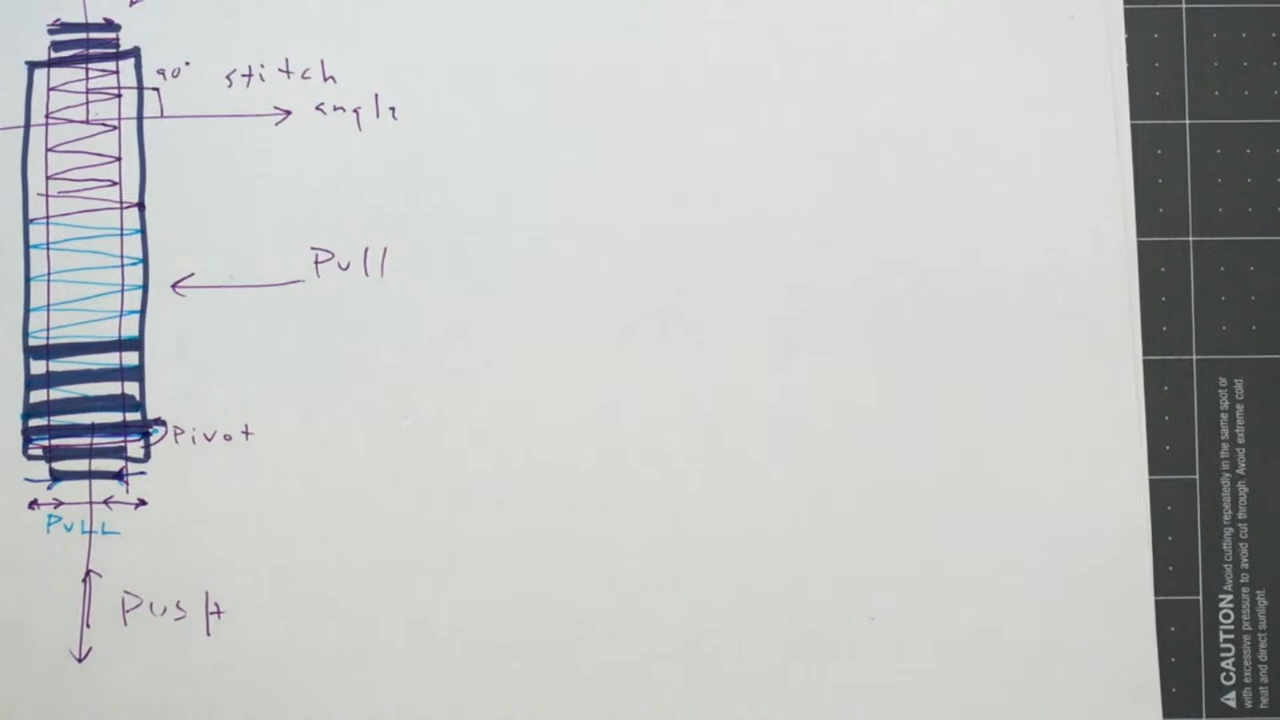 90° stitch
angle
Pull
Pivot
PULL
Push
⚠ CAUTION Avoid cutting repeatedly in the same spot or
with excessive pressure to avoid cut through. Avoid extreme cold
heat and direct sunlight.